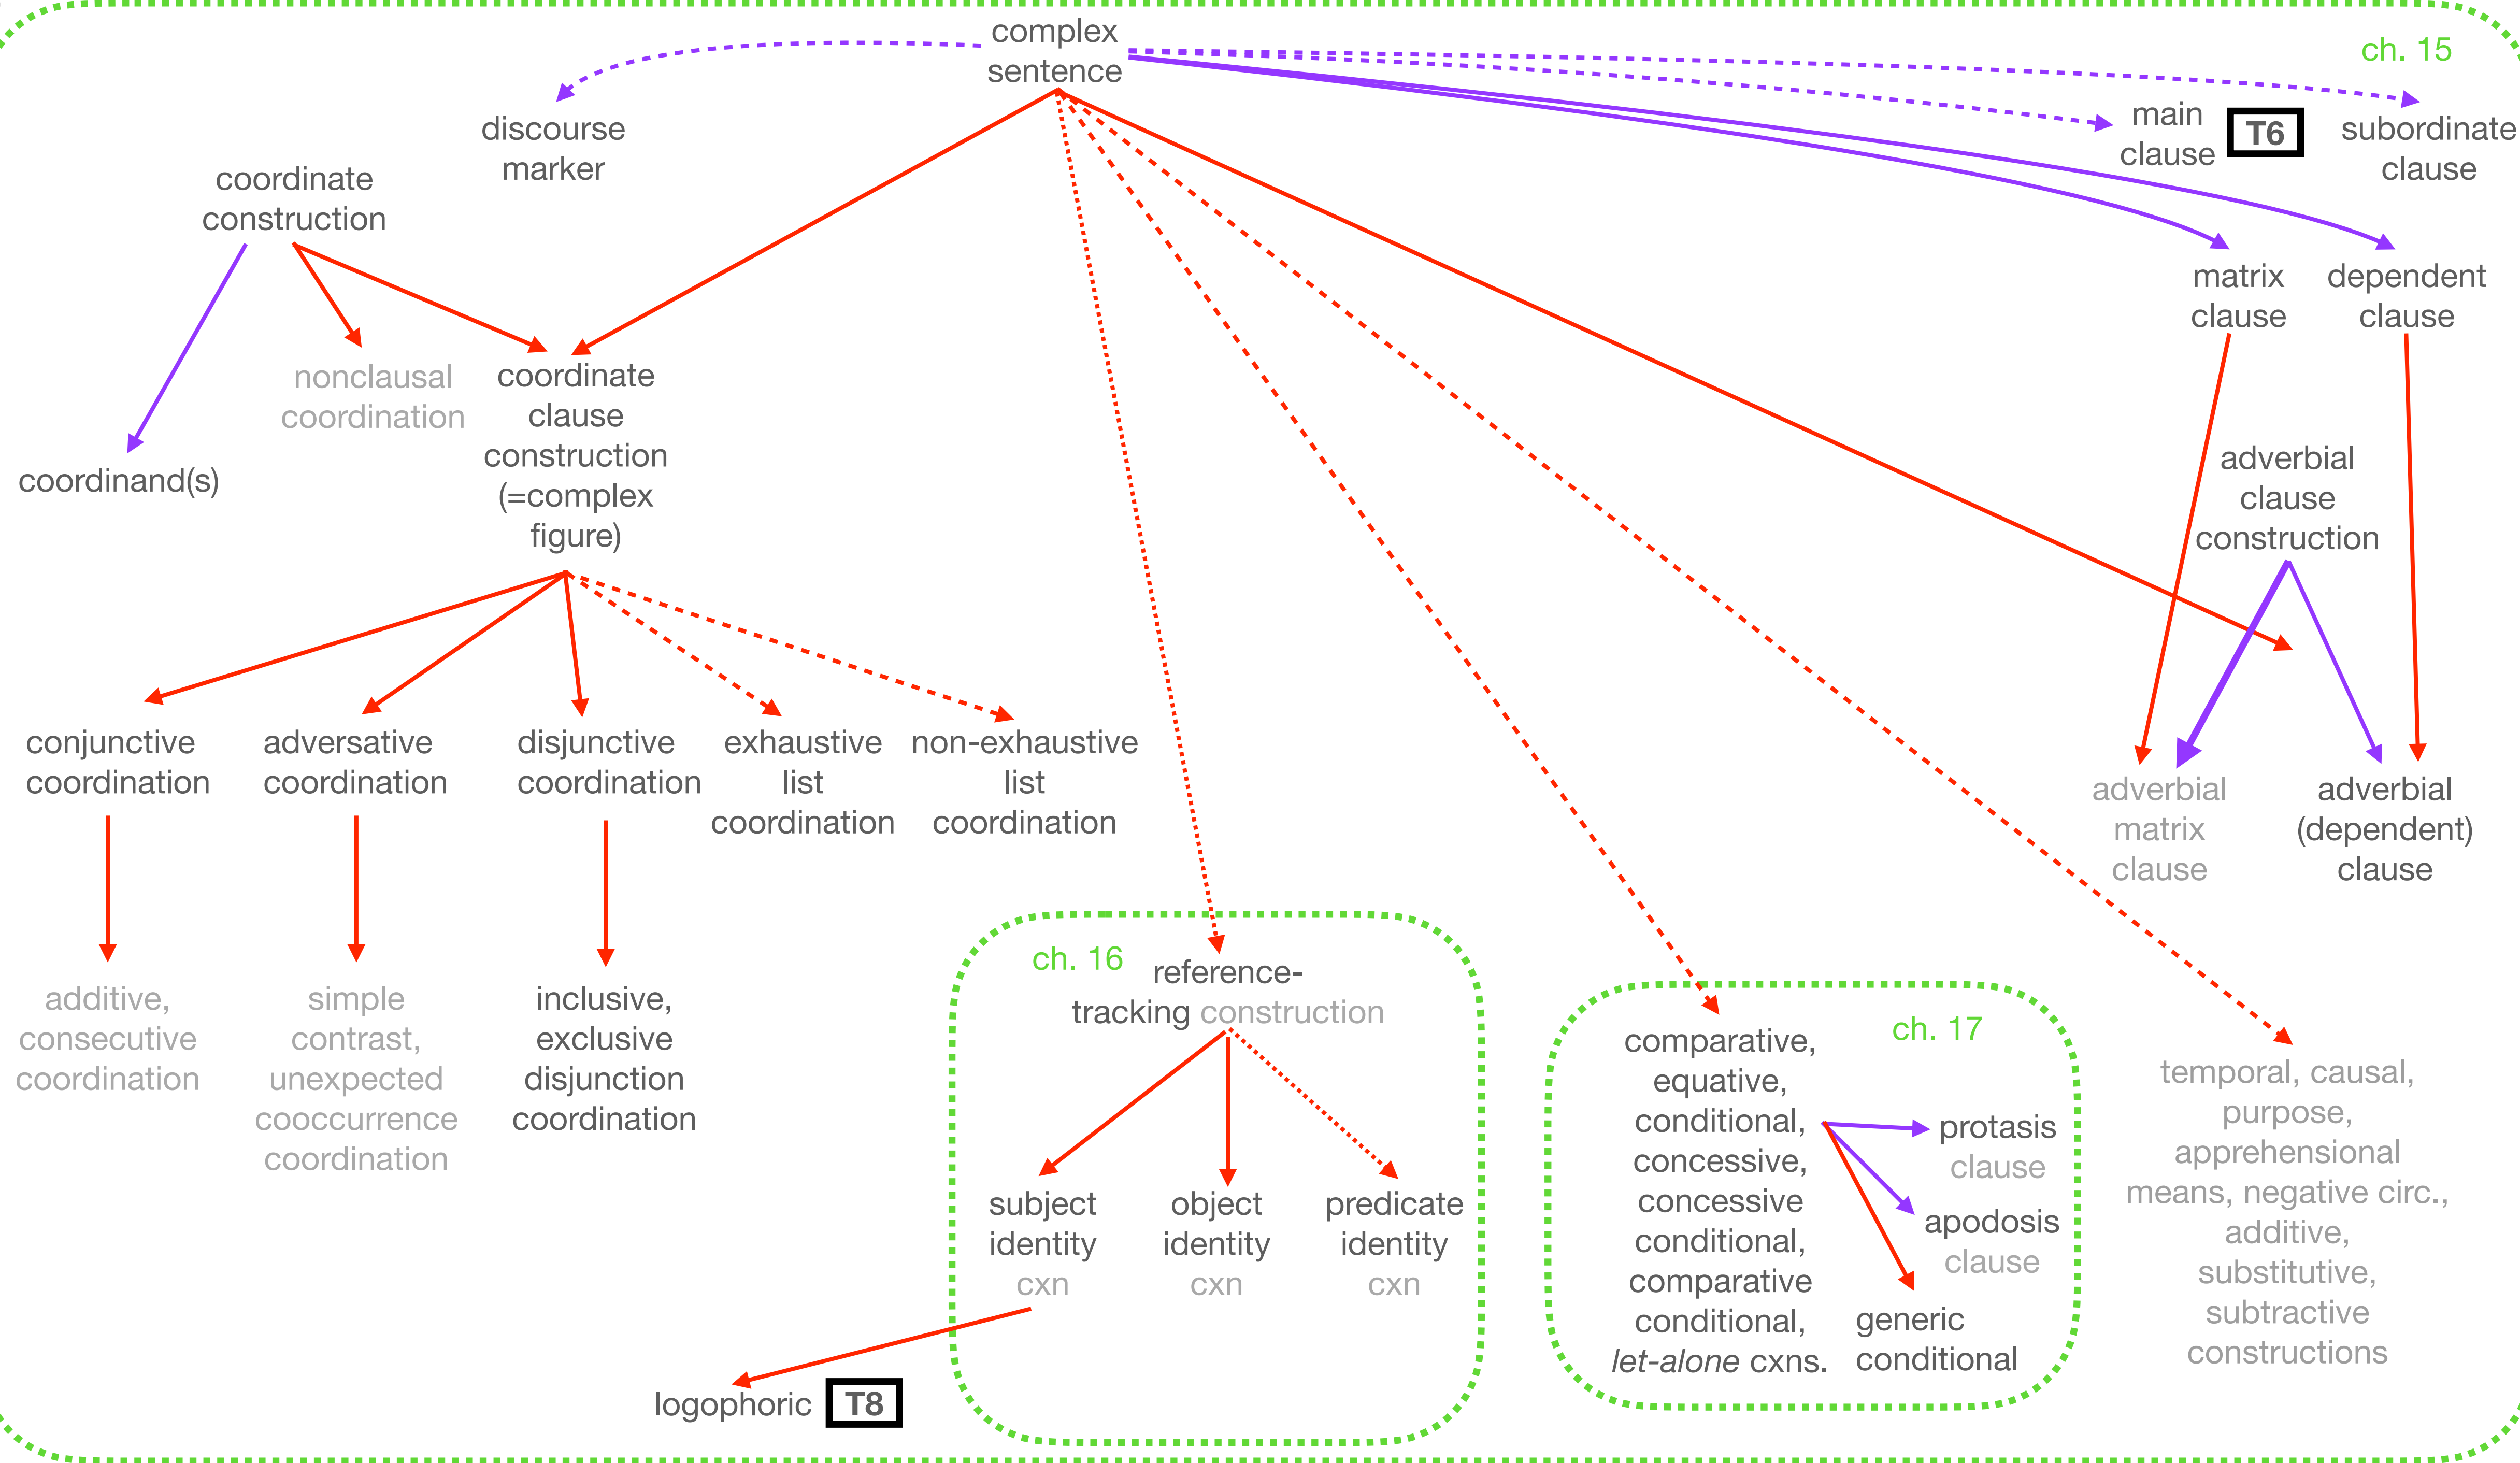 complex
sentence
ch. 15
discourse
marker
main
clause
T6
subordinate
clause
coordinate
construction
matrix
clause
dependent
clause
nonclausal
coordination
coordinate
clause
construction
(=complex
figure)
coordinand(s)
adverbial
clause
construction
conjunctive
coordination
adversative
coordination
disjunctive
coordination
exhaustive
list
coordination
non-exhaustive
list
coordination
adverbial
matrix
clause
adverbial
(dependent)
clause
additive,
consecutive
coordination
simple
contrast,
unexpected
cooccurrence
coordination
inclusive,
exclusive
disjunction
coordination
ch. 16
reference-
tracking construction
subject
identity
cxn
object
identity
cxn
predicate
identity
cxn
logophoric
T8
ch. 17
comparative,
equative,
conditional,
concessive,
concessive
conditional,
comparative
conditional,
let-alone cxns.
protasis
clause
apodosis
clause
generic
conditional
temporal, causal,
purpose,
apprehensional
means, negative circ.,
additive,
substitutive,
subtractive
constructions